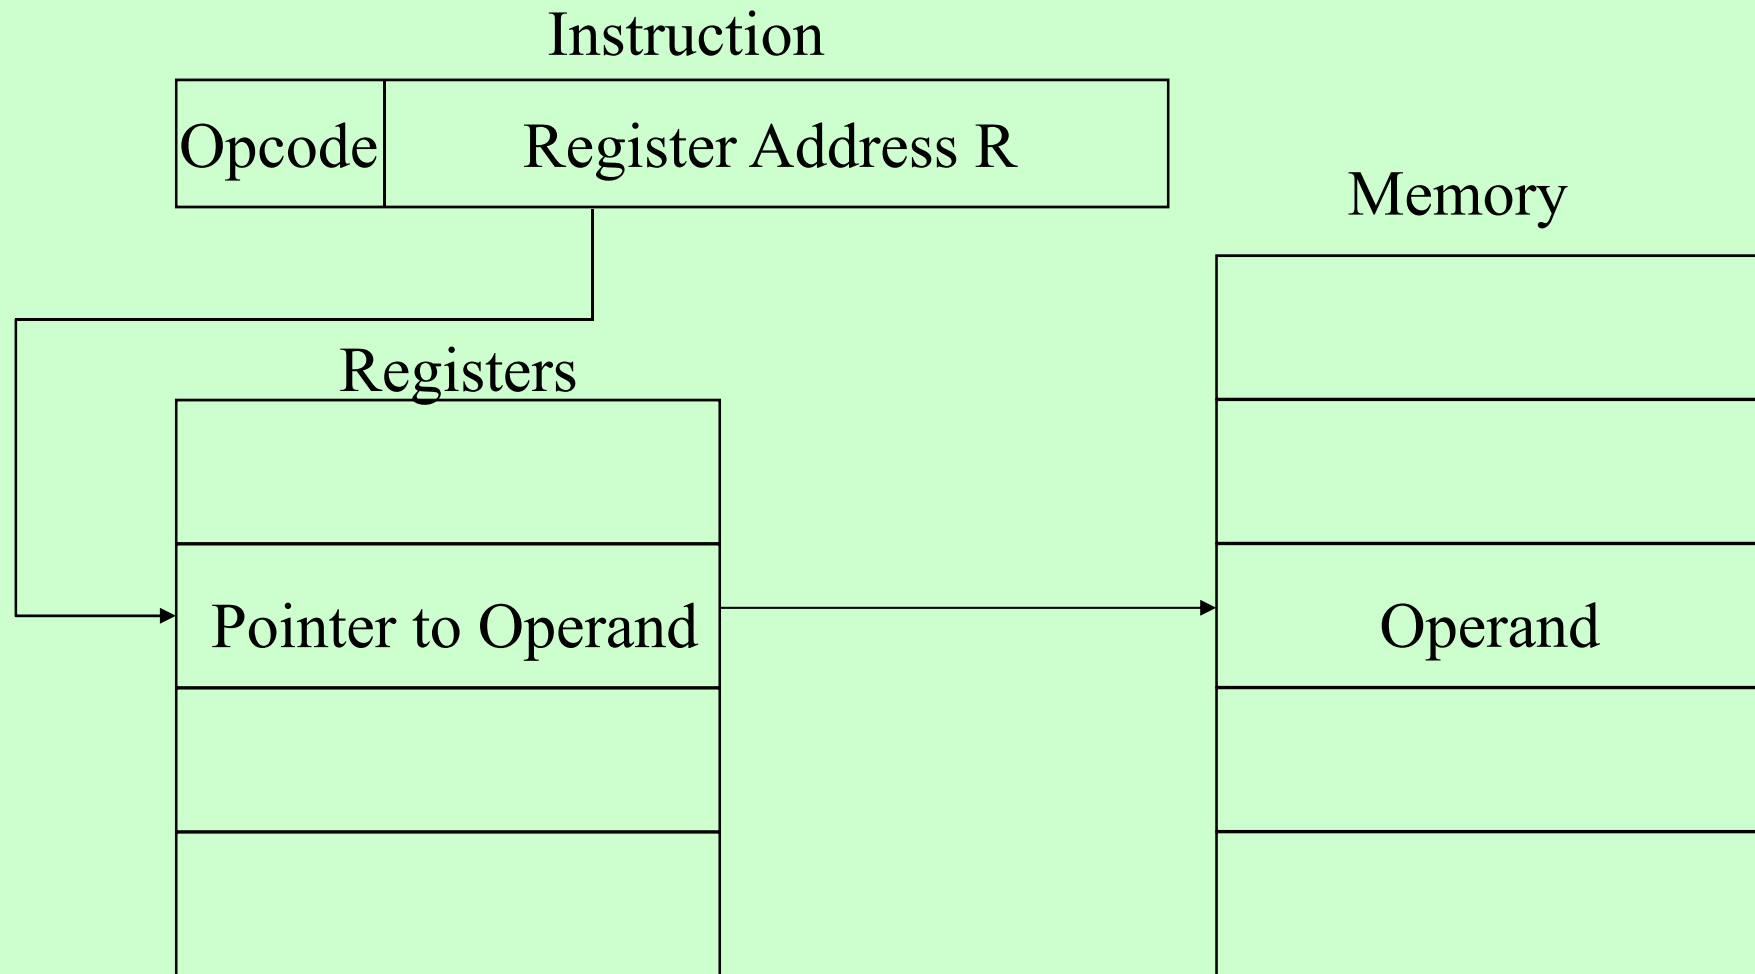 Instruction
Opcode
Register Address R
Memory
Registers
Pointer to Operand
Operand